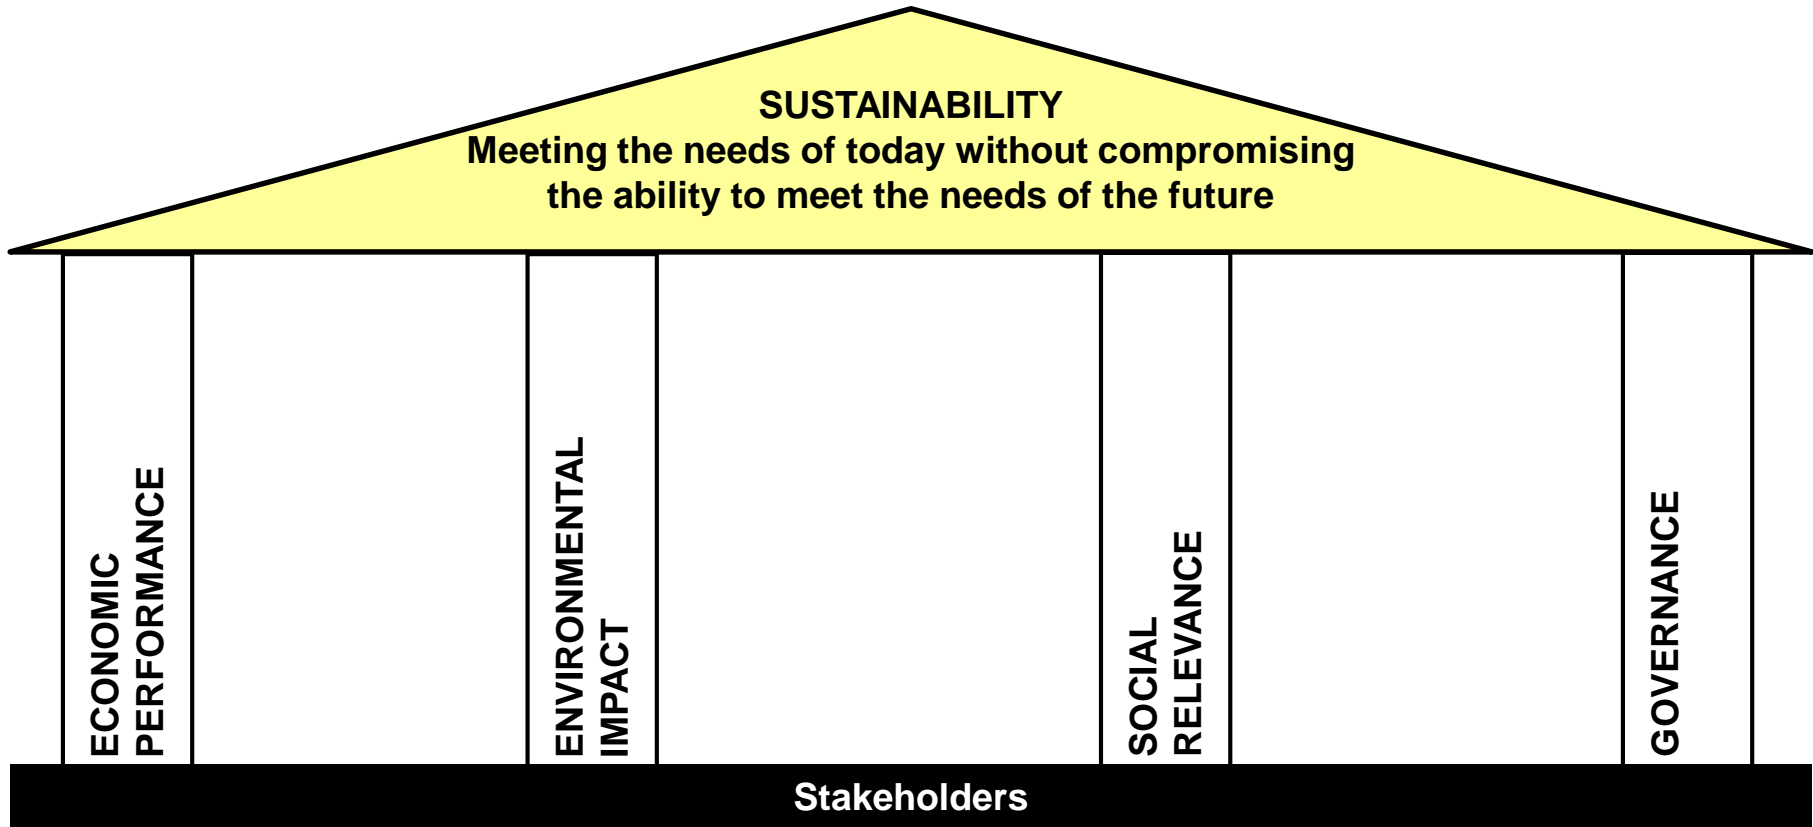 SUSTAINABILITY
Meeting the needs of today without compromising
the ability to meet the needs of the future
ECONOMIC
PERFORMANCE
ENVIRONMENTAL
IMPACT
SOCIAL
RELEVANCE
GOVERNANCE
Stakeholders